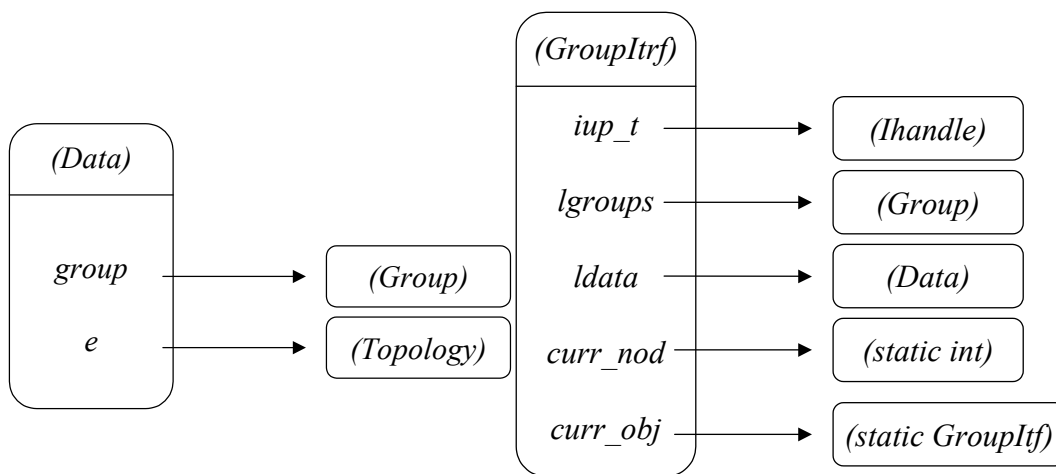 (Data)
group
(Group)
e
(Topology)
(GroupItrf)
iup_t
(Ihandle)
lgroups
(Group)
ldata
(Data)
curr_nod
(static int)
curr_obj
(static GroupItf)